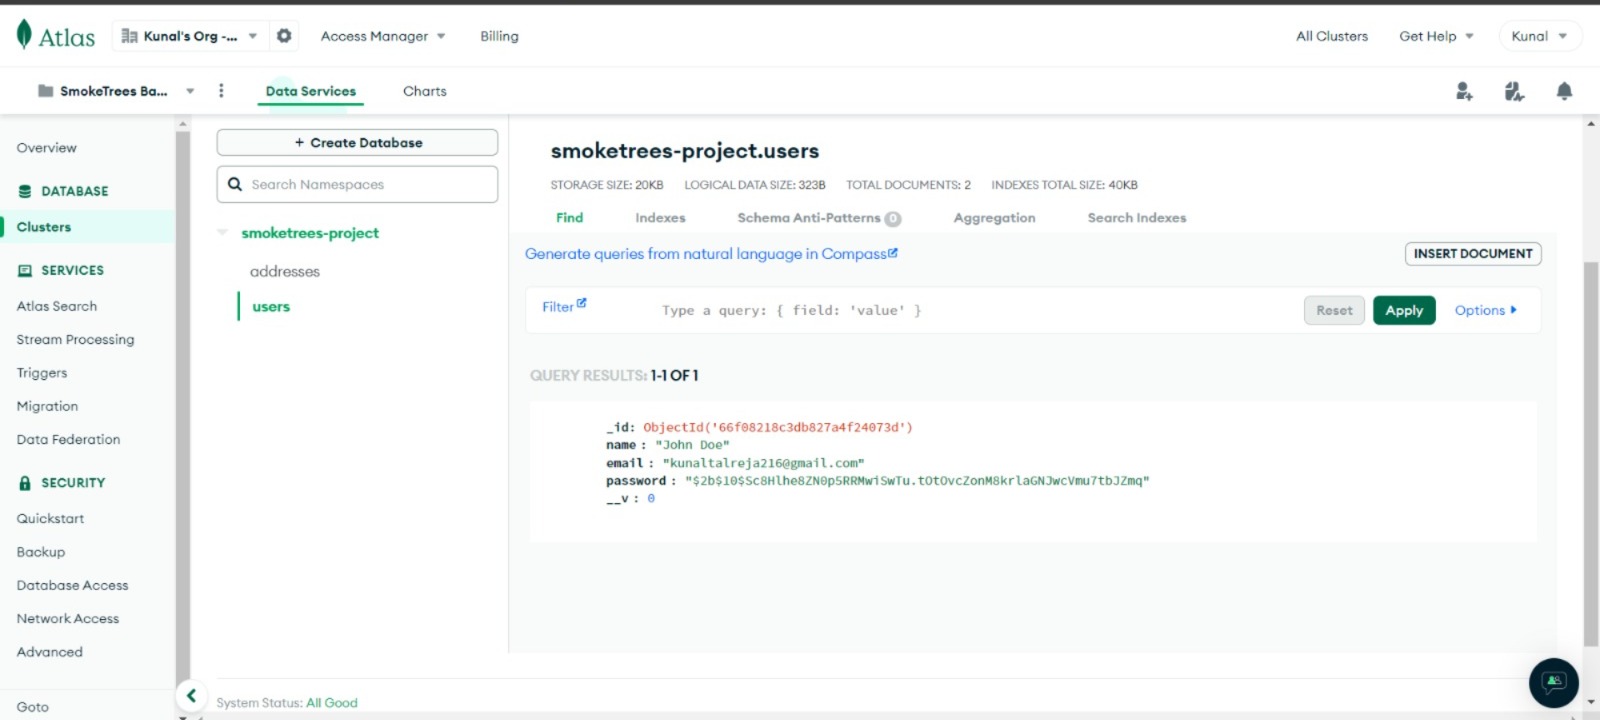 Atlas
Kunal's Org -...
Access Manager
Billing
All Clusters
Get Help
Kunal
SmokeTrees Ba...
Data Services
Charts
Overview
DATABASE
Clusters
SERVICES
Atlas Search
Stream Processing
Triggers
Migration
Data Federation
SECURITY
Quickstart
Backup
Database Access
Network Access
Advanced
Goto
+ Create Database
Search Namespaces
smoketrees-project
addresses
users
smoketrees-project.users
STORAGE SIZE: 20KB LOGICAL DATA SIZE: 323B TOTAL DOCUMENTS: 2 INDEXES TOTAL SIZE: 40KB
Find Indexes Schema Anti-Patterns 0 Aggregation Search Indexes
Generate queries from natural language in Compass
INSERT DOCUMENT
Filter
Type a query: { field: 'value' }
Reset
Apply
Options
QUERY RESULTS: 1-1 OF 1
_id: ObjectId('66f08218c3db827a4f24073d')
name : "John Doe"
email : "kunaltalreja216@gmail.com"
password : "$2b$10$Sc8Hlhe8ZN0p5RRMwiSwTu.tOtOvcZonM8krlaGNJwcVmu7tbJZmq"
__v : 0
System Status: All Good